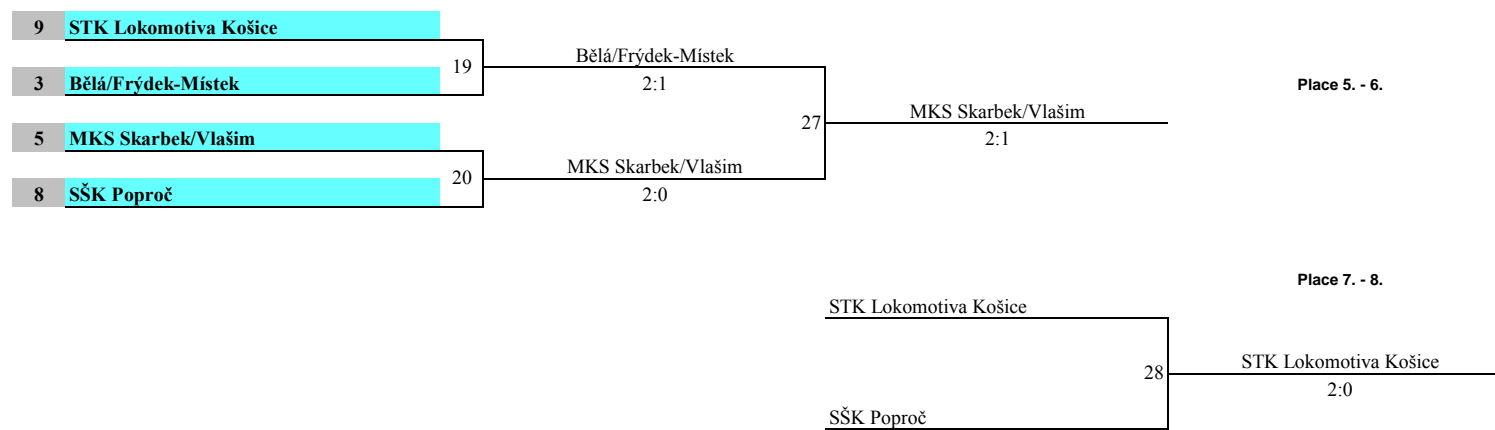 9 STK Lokomotiva Košice
19
Bělá/Frýdek-Místek
2:1
3 Bělá/Frýdek-Místek
Place 5. - 6.
27
MKS Skarbek/Vlašim
2:1
5 MKS Skarbek/Vlašim
20
MKS Skarbek/Vlašim
2:0
8 SŠK Poproč
Place 7. - 8.
STK Lokomotiva Košice
28
STK Lokomotiva Košice
2:0
SŠK Poproč